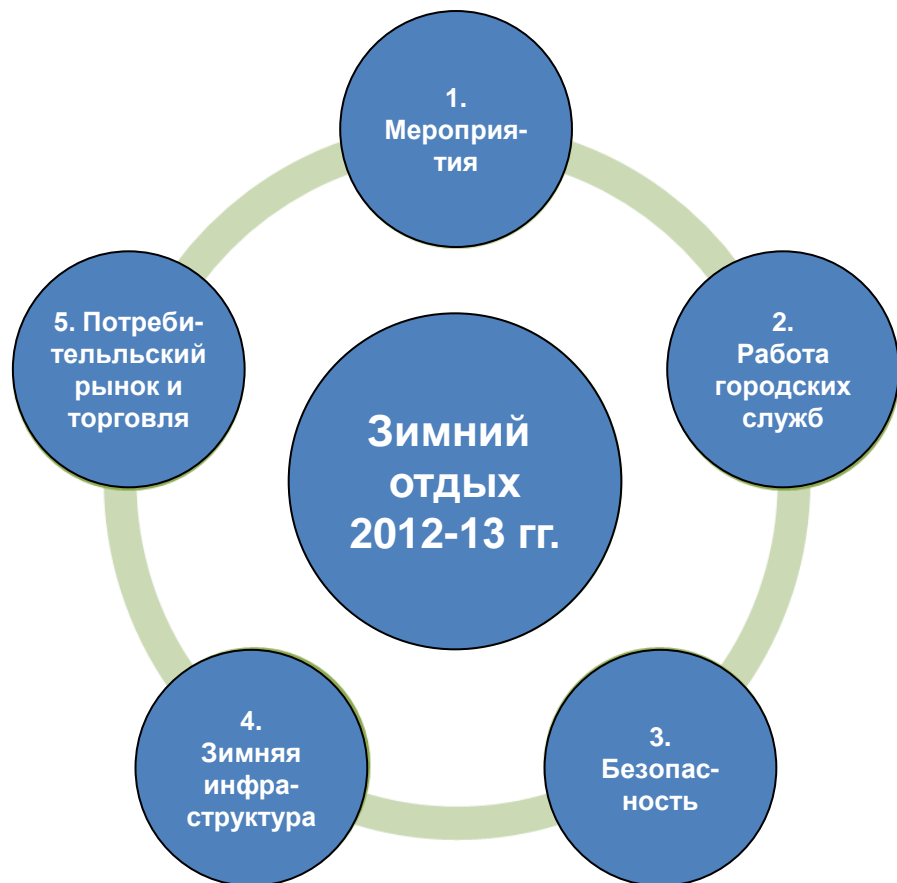 1.
Мероприя-
тия
2.
Работа
городских
служб
3.
Безопас-
ность
4.
Зимняя
инфра-
структура
5. Потреби-
тельльский
рынок и
торговля
Зимний
отдых
2012-13 гг.